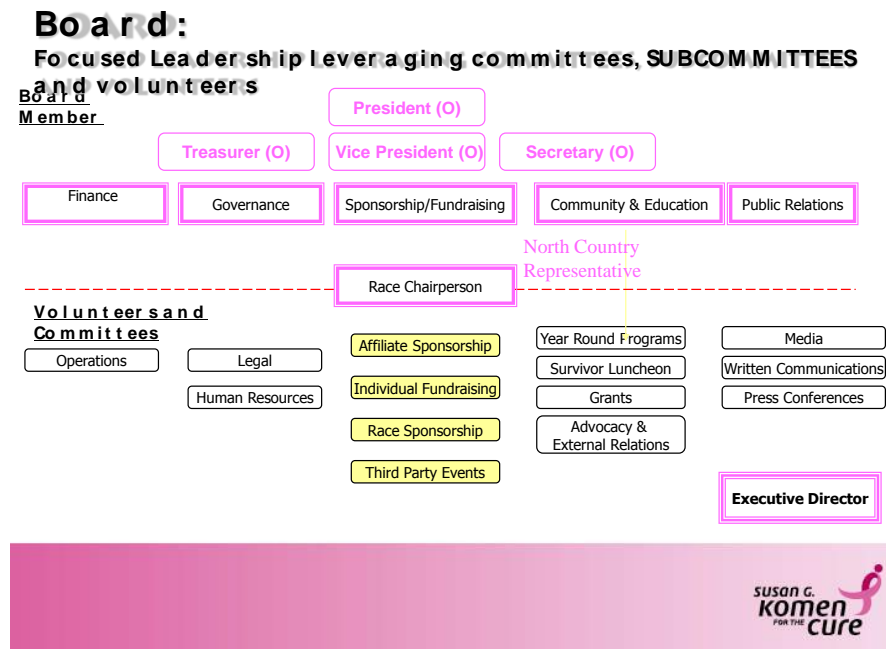 Board:
Focused Leadership leveraging committees, SUBCOMMITTEES
and volunteers
Board
Member
President (O)
Treasurer (O)
Vice President (O)
Secretary (O)
Finance
Governance
Sponsorship/Fundraising
Community & Education
Public Relations
North Country
Representative
Race Chairperson
Volunteers and
Committees
Operations
Legal
Human Resources
Affiliate Sponsorship
Individual Fundraising
Race Sponsorship
Third Party Events
Year Round Programs
Survivor Luncheon
Grants
Advocacy &
External Relations
Media
Written Communications
Press Conferences
Executive Director
susan G.
komen
FOR THE cure